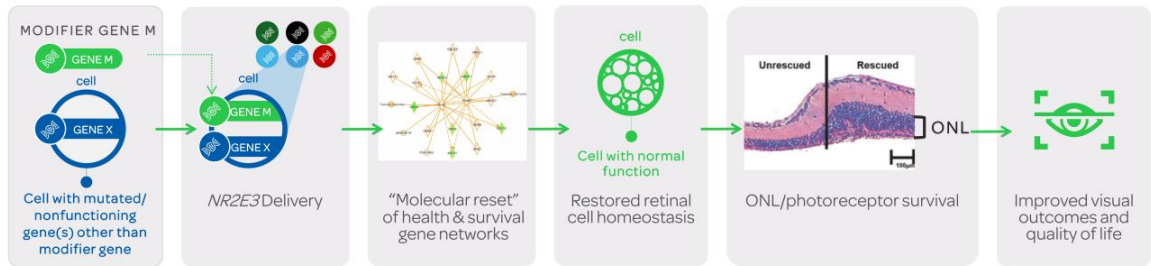 MODIFIER GENE M
GENE M
cell
GENE X
Cell with mutated/
nonfunctioning
gene(s) other than
modifier gene
cell
GENE M
GENE X
NR2E3 Delivery
"Molecular reset"
of health & survival
gene networks
cell
Cell with normal
function
Restored retinal
cell homeostasis
Unrescued
Rescued
ONL
100µm
ONL/photoreceptor survival
Improved visual
outcomes and
quality of life